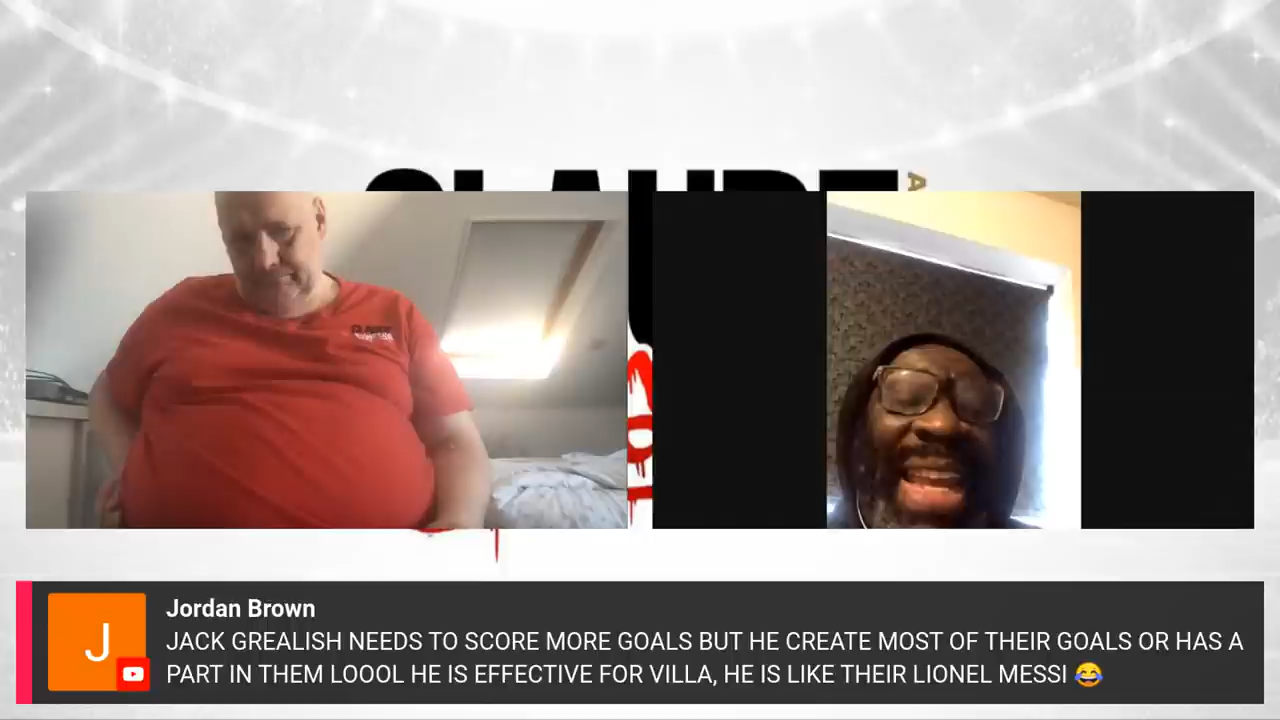 Jordan Brown
J
JACK GREALISH NEEDS TO SCORE MORE GOALS BUT HE CREATE MOST OF THEIR GOALS OR HAS A
PART IN THEM LOOOL HE IS EFFECTIVE FOR VILLA, HE IS LIKE THEIR LIONEL MESSI 😂